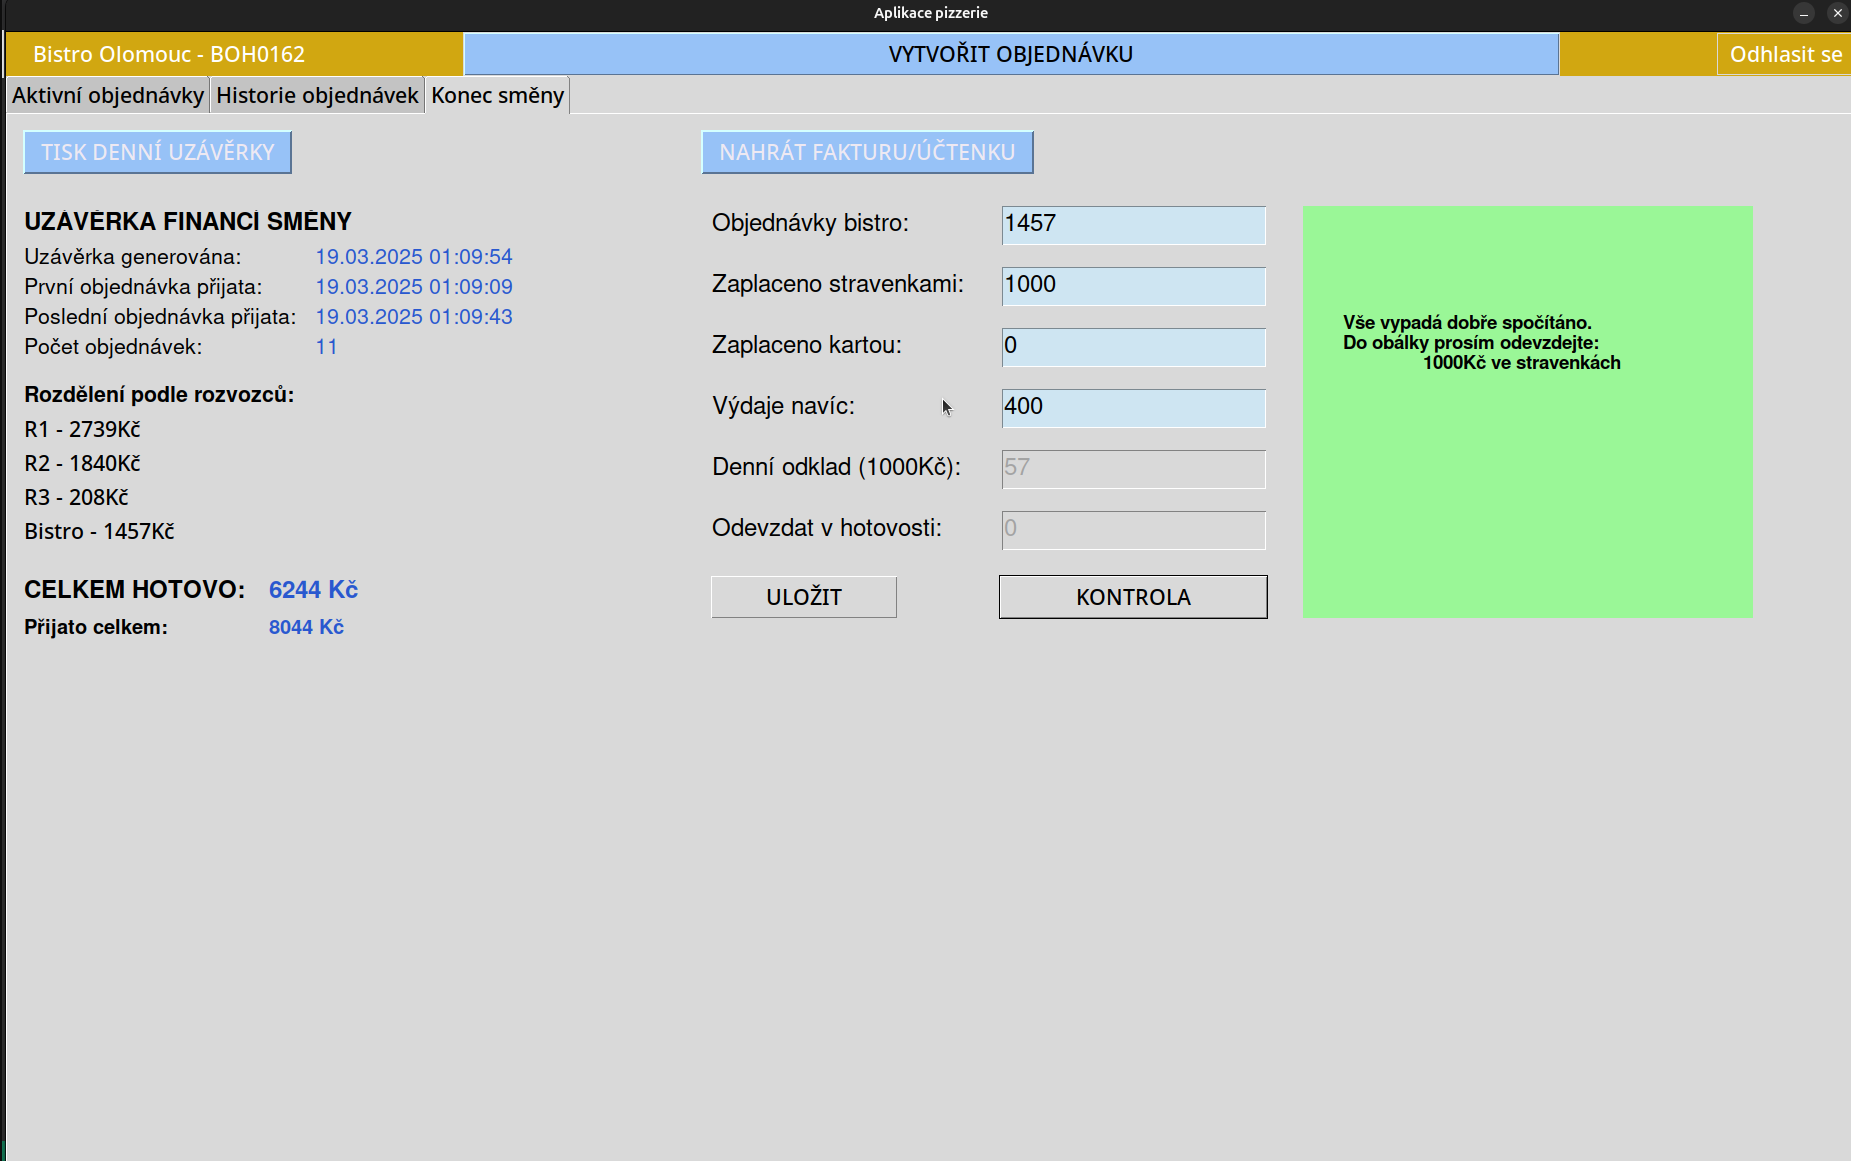 Aplikace pizzerie
Bistro Olomouc - BOH0162
VYTVOŘIT OBJEDNÁVKU
Odhlasit se
Aktivní objednávky
Historie objednávek
Konec směny
TISK DENNÍ UZÁVĚRKY
NAHRÁT FAKTURU/ÚČTENKU
UZÁVĚRKA FINANCÍ SMĚNY
Uzávěrka generována: 19.03.2025 01:09:54
První objednávka přijata: 19.03.2025 01:09:09
Poslední objednávka přijata: 19.03.2025 01:09:43
Počet objednávek: 11
Rozdělení podle rozvozců:
R1 - 2739Kč
R2 - 1840Kč
R3 - 208Kč
Bistro - 1457Kč
CELKEM HOTOVO: 6244 Kč
Přijato celkem: 8044 Kč
Objednávky bistro: 1457
Zaplaceno stravenkami: 1000
Zaplaceno kartou: 0
Výdaje navíc: 400
Denní odklad (1000Kč): 57
Odevzdat v hotovosti: 0
ULOŽIT
KONTROLA
Vše vypadá dobře spočítáno.
Do obálky prosím odevzdejte:
1000Kč ve stravenkách